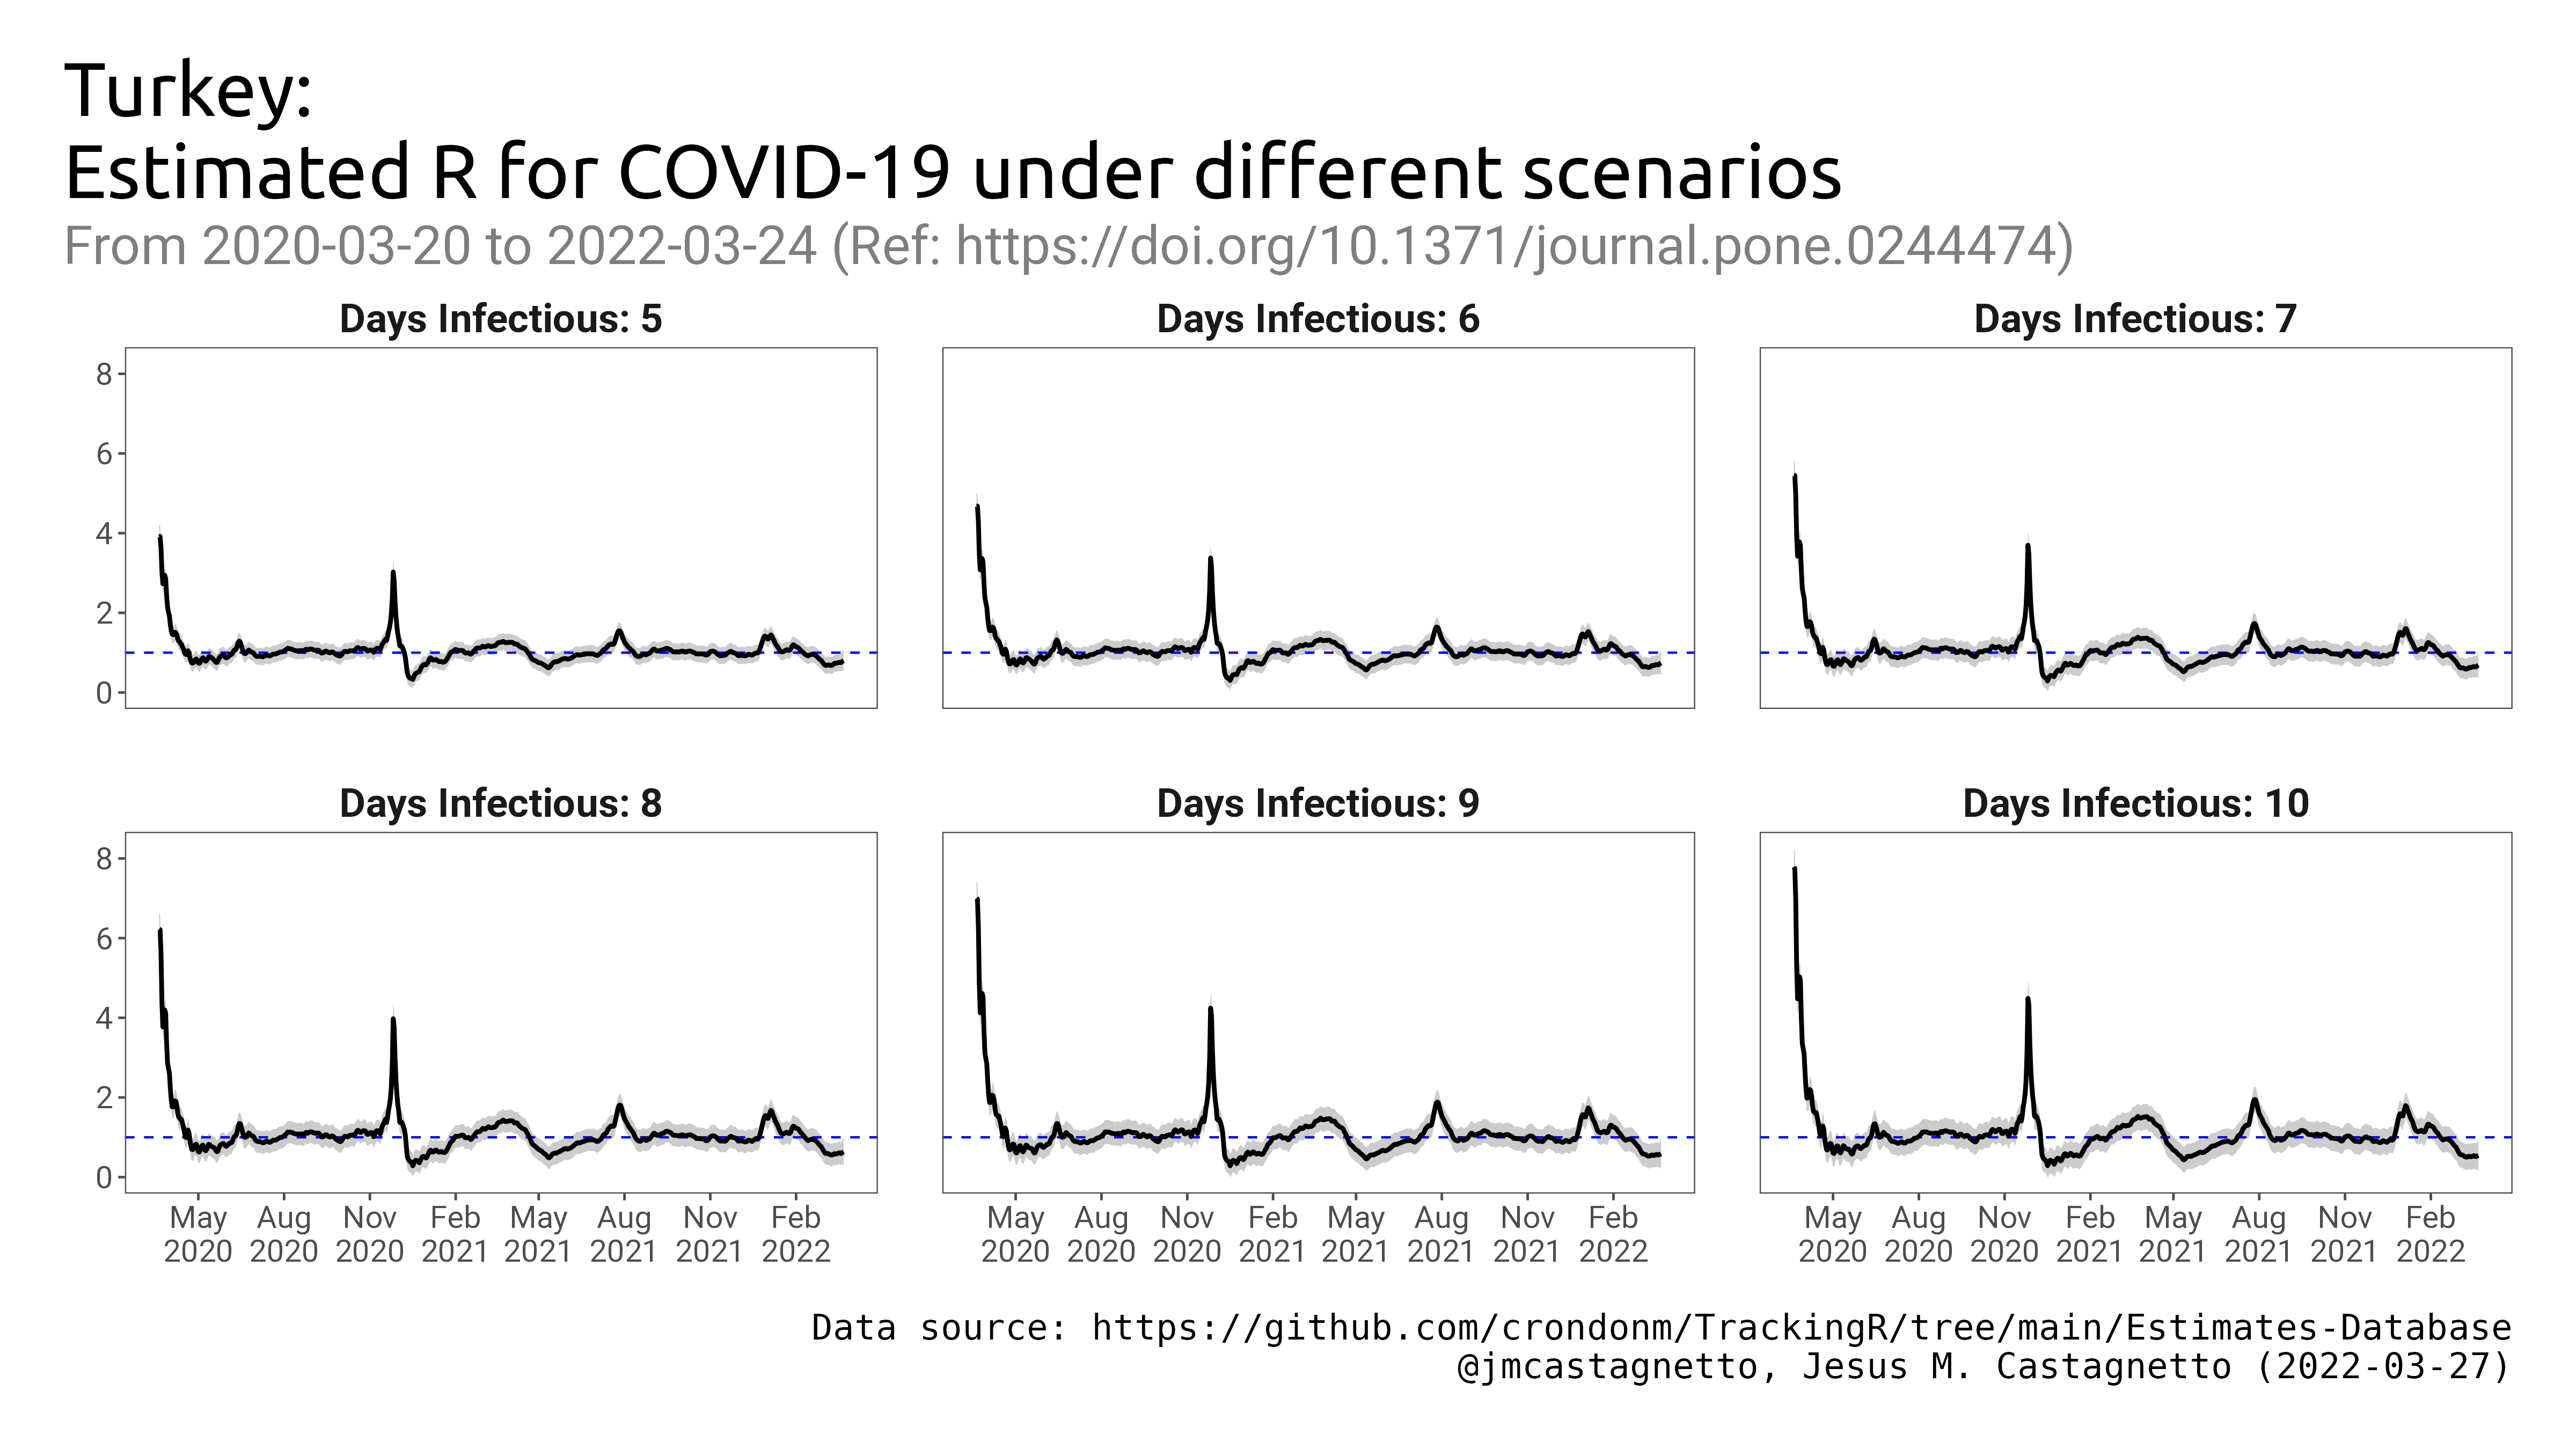 Turkey:
Estimated R for COVID-19 under different scenarios
From 2020-03-20 to 2022-03-24 (Ref: https://doi.org/10.1371/journal.pone.0244474)
Days Infectious: 5
Days Infectious: 6
Days Infectious: 7
8
6
4
2
0
Days Infectious: 8
Days Infectious: 9
Days Infectious: 10
8
6
4
2
0
May Aug Nov Feb May Aug Nov Feb
2020 2020 2020 2021 2021 2021 2021 2022
May Aug Nov Feb May Aug Nov Feb
2020 2020 2020 2021 2021 2021 2021 2022
May Aug Nov Feb May Aug Nov Feb
2020 2020 2020 2021 2021 2021 2021 2022
Data source: https://github.com/crondonm/TrackingR/tree/main/Estimates-Database
@jmcastagnetto, Jesus M. Castagnetto (2022-03-27)